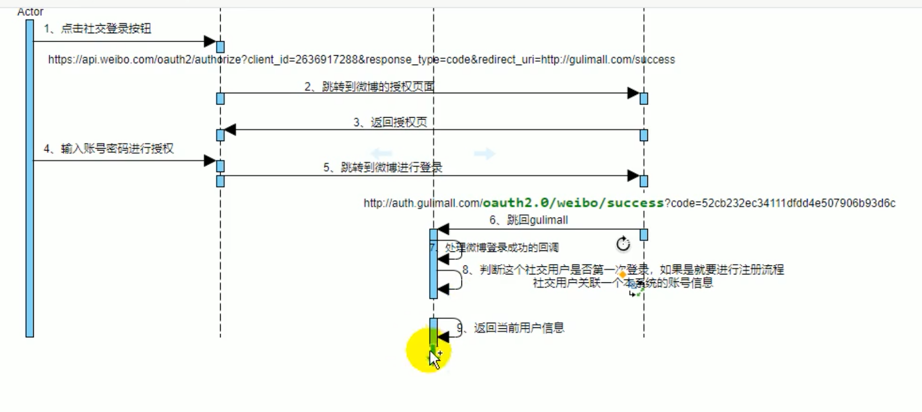 Actor
1、点击社交登录按钮
https://api.weibo.com/oauth2/authorize?client_id=2636917288&response_type=code&redirect_uri=http://gulimall.com/success
2、跳转到微博的授权页面
3、返回授权页
4、输入账号密码进行授权
5、跳转到微博进行登录
http://auth.gulimall.com/oauth2.0/weibo/success?code=52cb232ec34111dfdd4e507906b93d6c
6、跳回gulimall
7、处理微博登录成功的回调
8、判断这个社交用户是否第一次登录，如果是就要进行注册流程
社交用户关联一个本系统的账号信息
9、返回当前用户信息